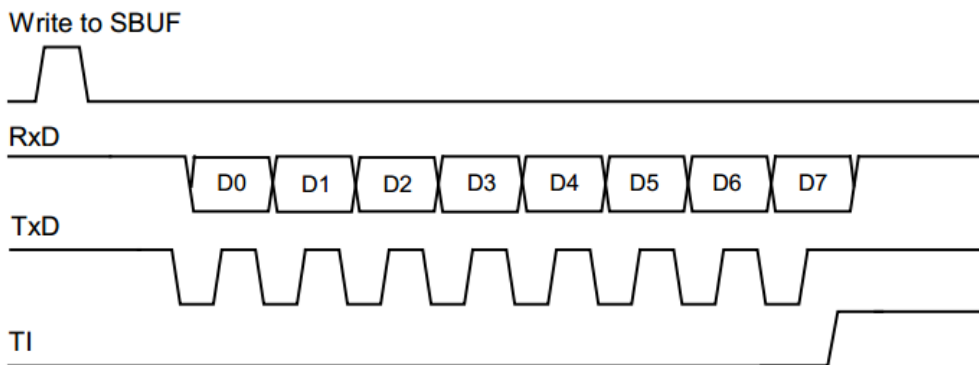 Write to SBUF
RxD
D0 D1 D2 D3 D4 D5 D6 D7
TxD
TI